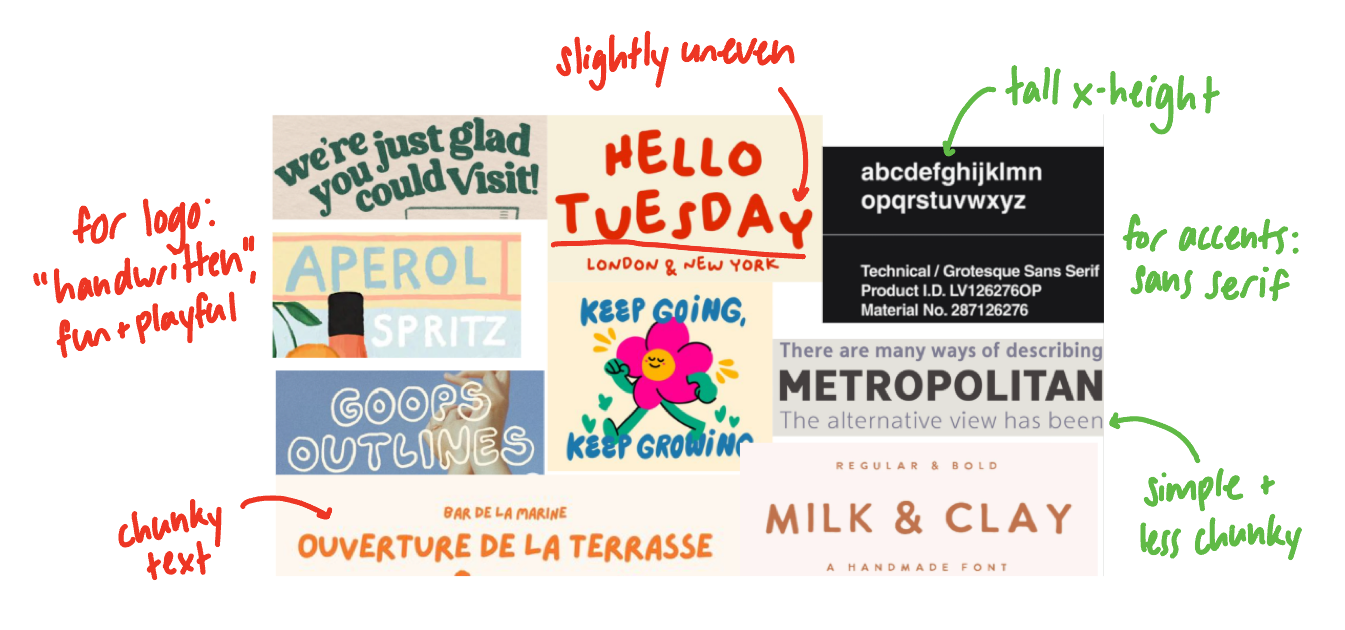 slightly uneven
tall x-height
for logo:
"handwritten",
fun + playful
we're just glad
you could Visit!
HELLO
TUESDAY
LONDON & NEW YORK
abcdefghijklmn
opqrstuvwxyz
Technical / Grotesque Sans Serif
Product I.D. LV126276OP
Material No. 287126276
for accents:
sans serif
APEROL
SPRITZ
KEEP GOING,
KEEP GROWING
There are many ways of describing
METROPOLITAN
The alternative view has been
GOOPS
OUTLINES
chunky
text
BAR DE LA MARINE
OUVERTURE DE LA TERRASSE
REGULAR & BOLD
MILK & CLAY
A HANDMADE FONT
simple +
less chunky